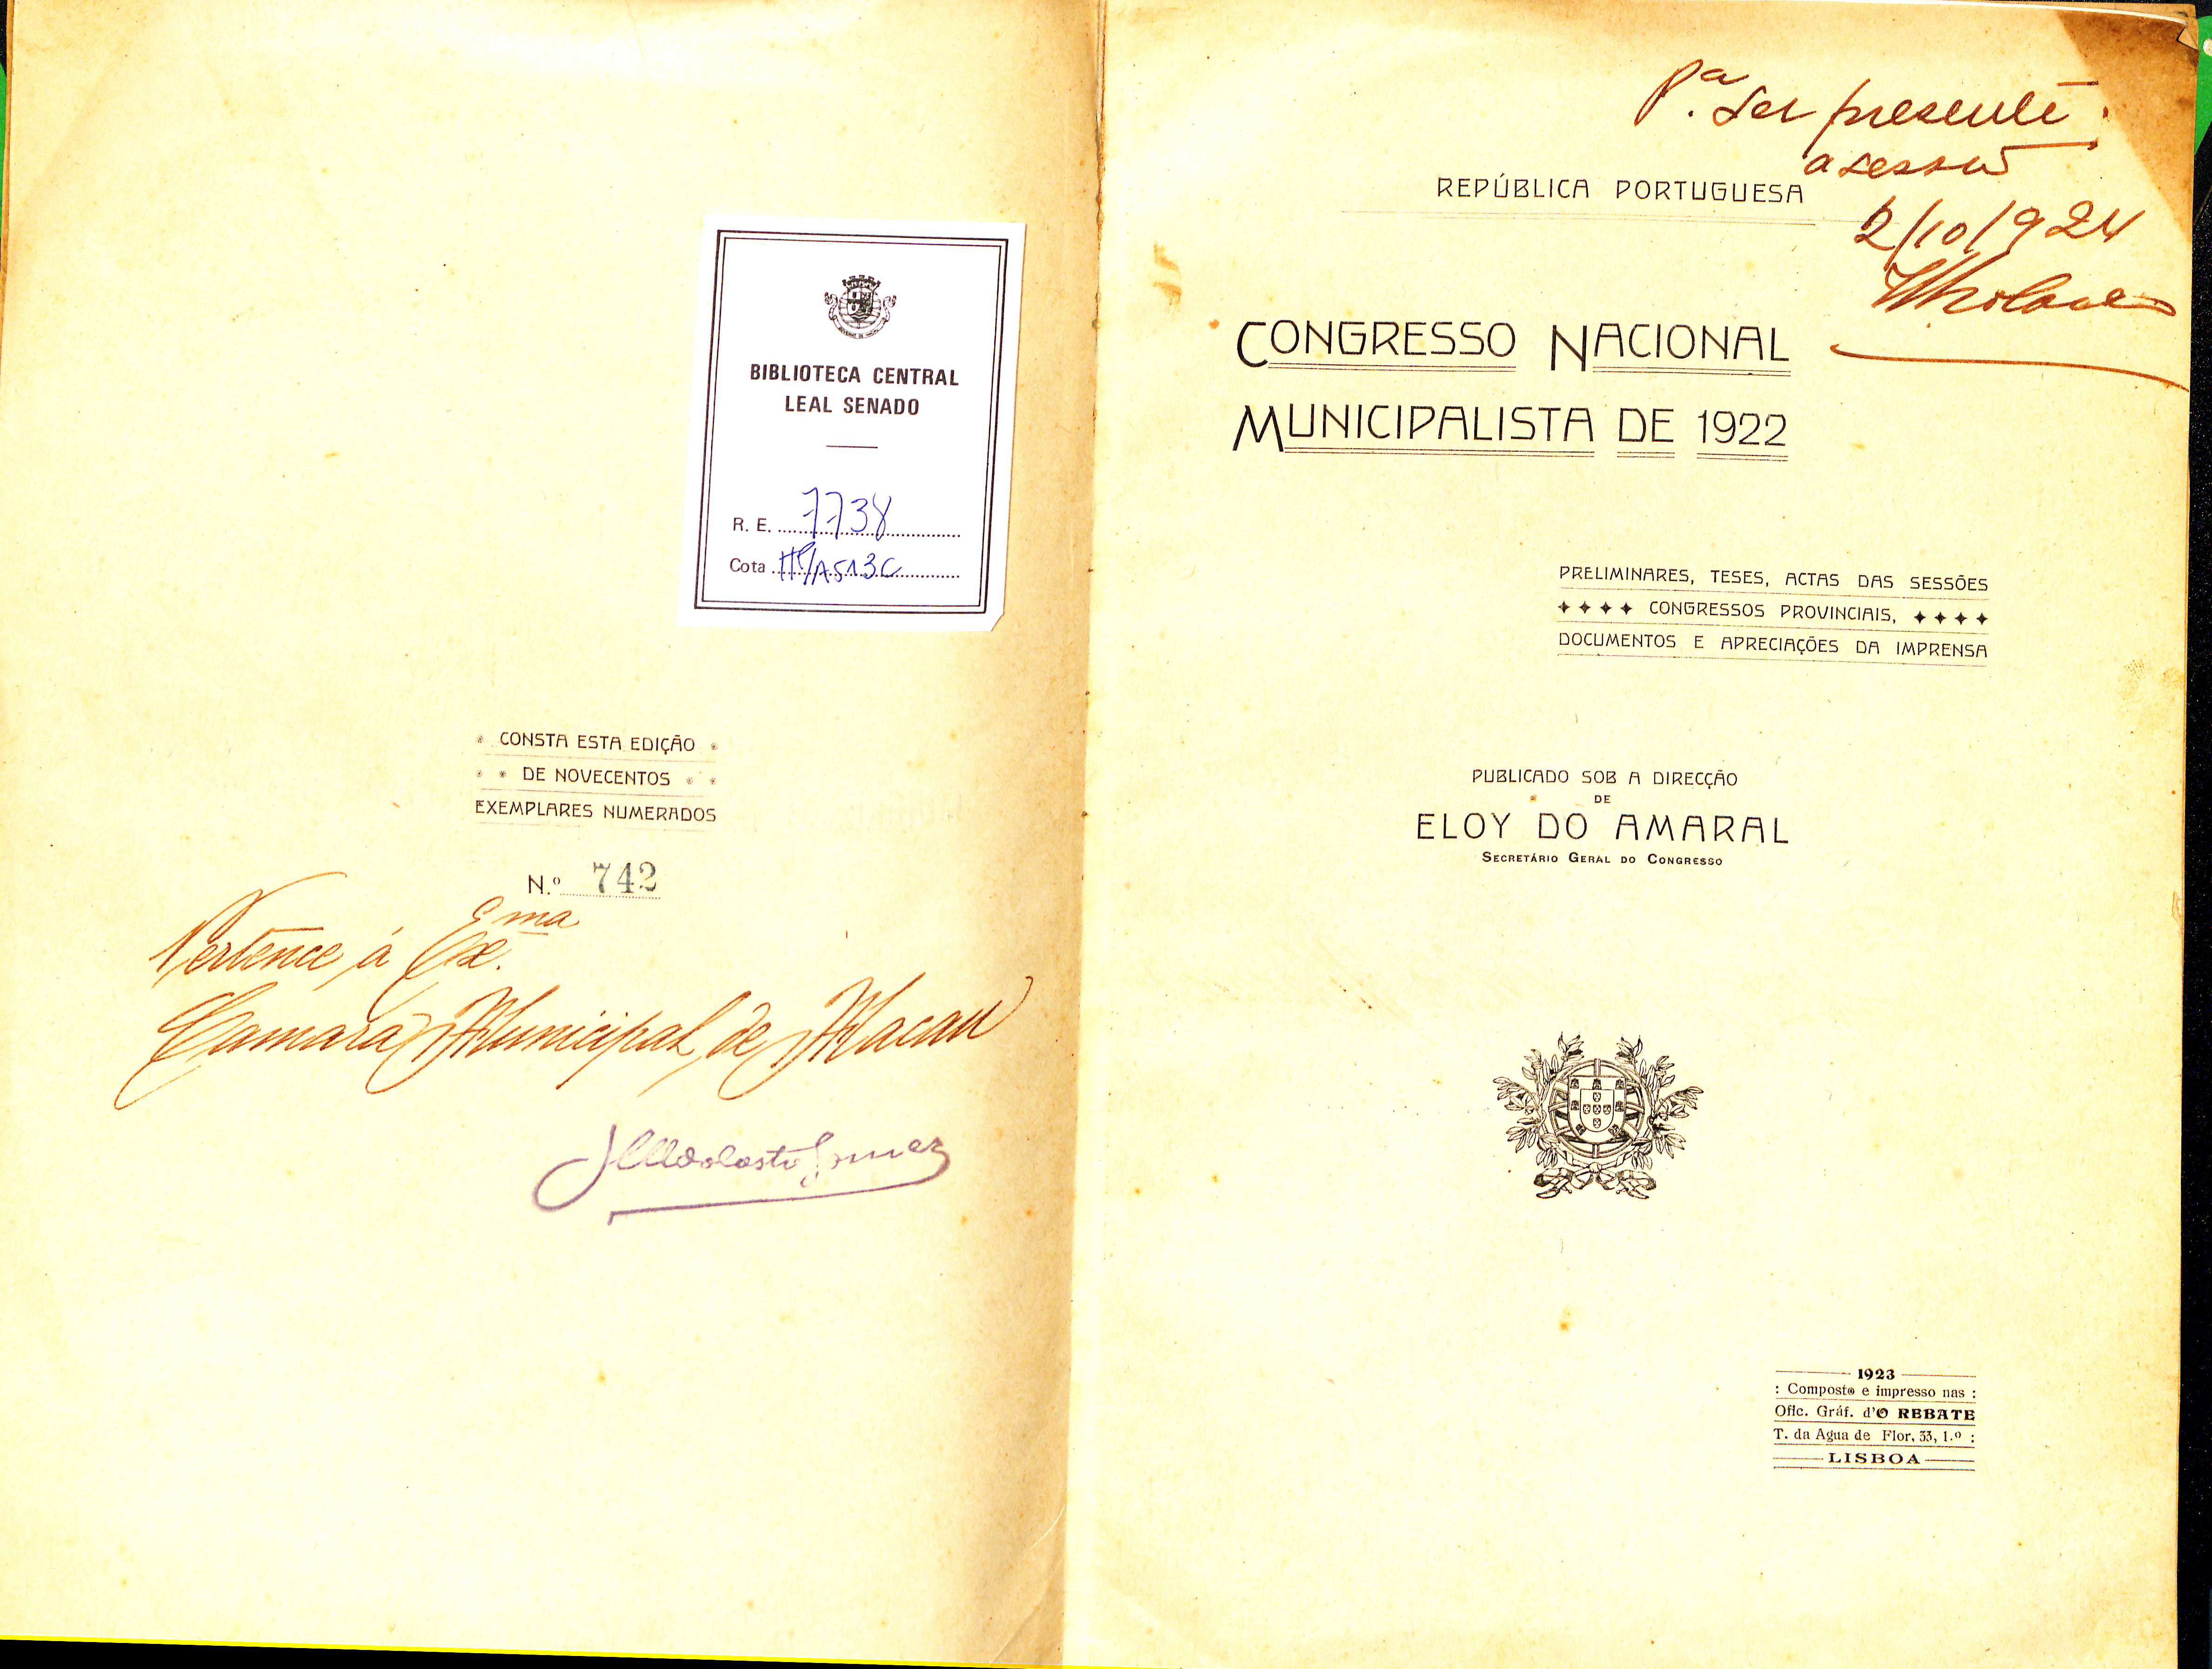 BIBLIOTECA CENTRAL
LEAL SENADO
R. E. 7738
Cota HP/A513C
CONSTA ESTA EDIÇÃO
DE NOVECENTOS
EXEMPLARES NUMERADOS
N.º 742
Pertence á Ex.ma
Camara Municipal de Macau
P.a ser presente
a sessão
2/10/924
REPÚBLICA PORTUGUESA
CONGRESSO NACIONAL
MUNICIPALISTA DE 1922
PRELIMINARES, TESES, ACTAS DAS SESSÕES
CONGRESSOS PROVINCIAIS,
DOCUMENTOS E APRECIAÇÕES DA IMPRENSA
PUBLICADO SOB A DIRECÇÃO
DE
ELOY DO AMARAL
SECRETÁRIO GERAL DO CONGRESSO
1923
: Composto e impresso nas :
Ofic. Gráf. d'O REBATE
T. da Agua de Flor, 33, 1.º :
LISBOA